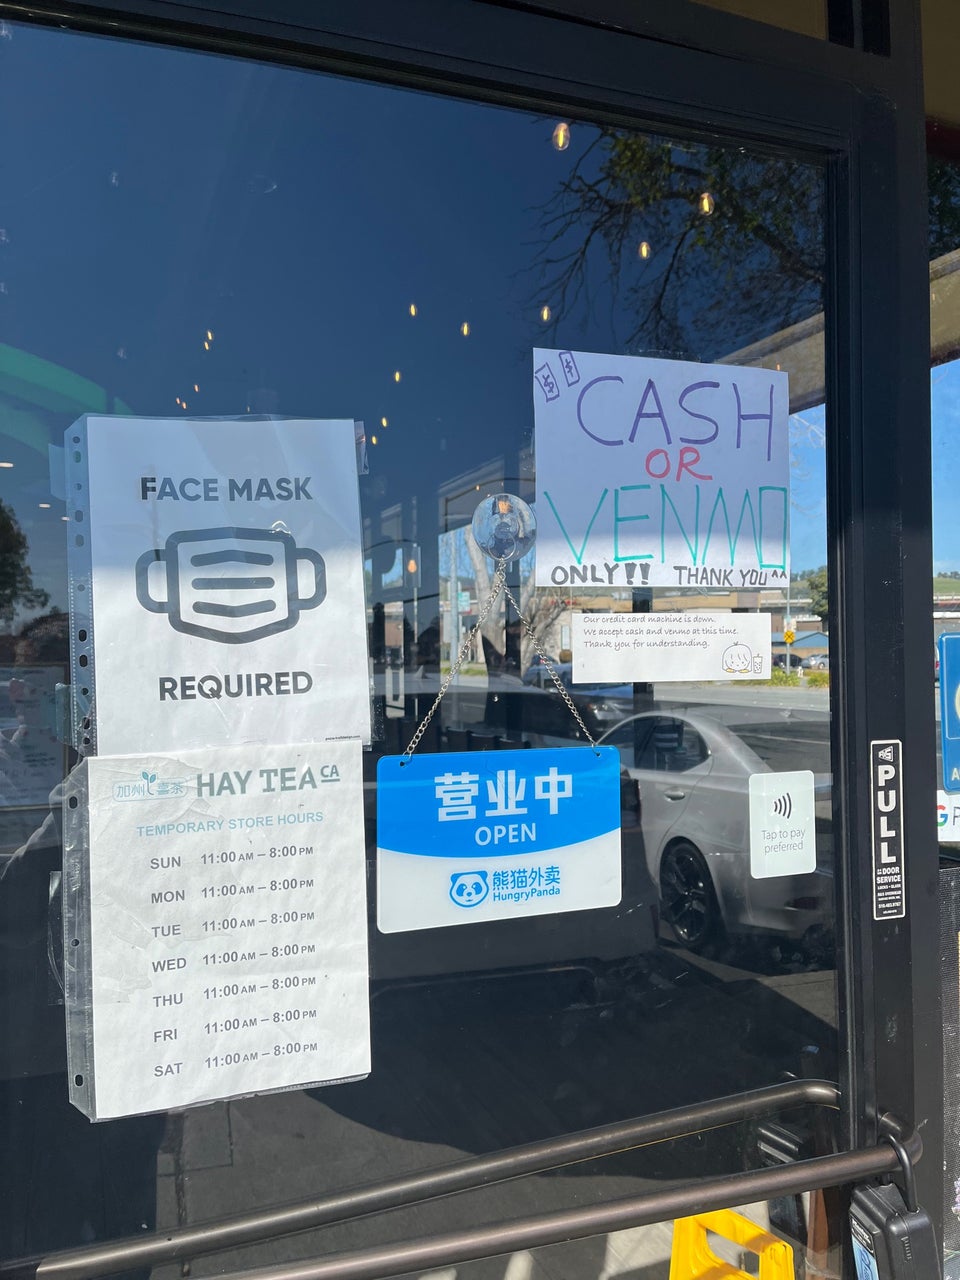 FACE MASK
REQUIRED
加州喜茶 HAY TEA CA
TEMPORARY STORE HOURS
SUN 11:00 AM – 8:00 PM
MON 11:00 AM – 8:00 PM
TUE 11:00 AM – 8:00 PM
WED 11:00 AM – 8:00 PM
THU 11:00 AM – 8:00 PM
FRI 11:00 AM – 8:00 PM
SAT 11:00 AM – 8:00 PM
$ $
CASH
OR
VENMO
ONLY!! THANK YOU ^^
Our credit card machine is down.
We accept cash and venmo at this time.
Thank you for understanding.
营业中
OPEN
熊猫外卖
HungryPanda
Tap to pay
preferred
PULL
DOOR
SERVICE
G P